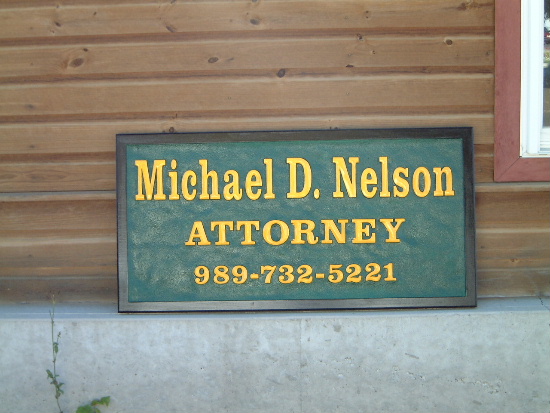 Michael D. Nelson
ATTORNEY
989-732-5221